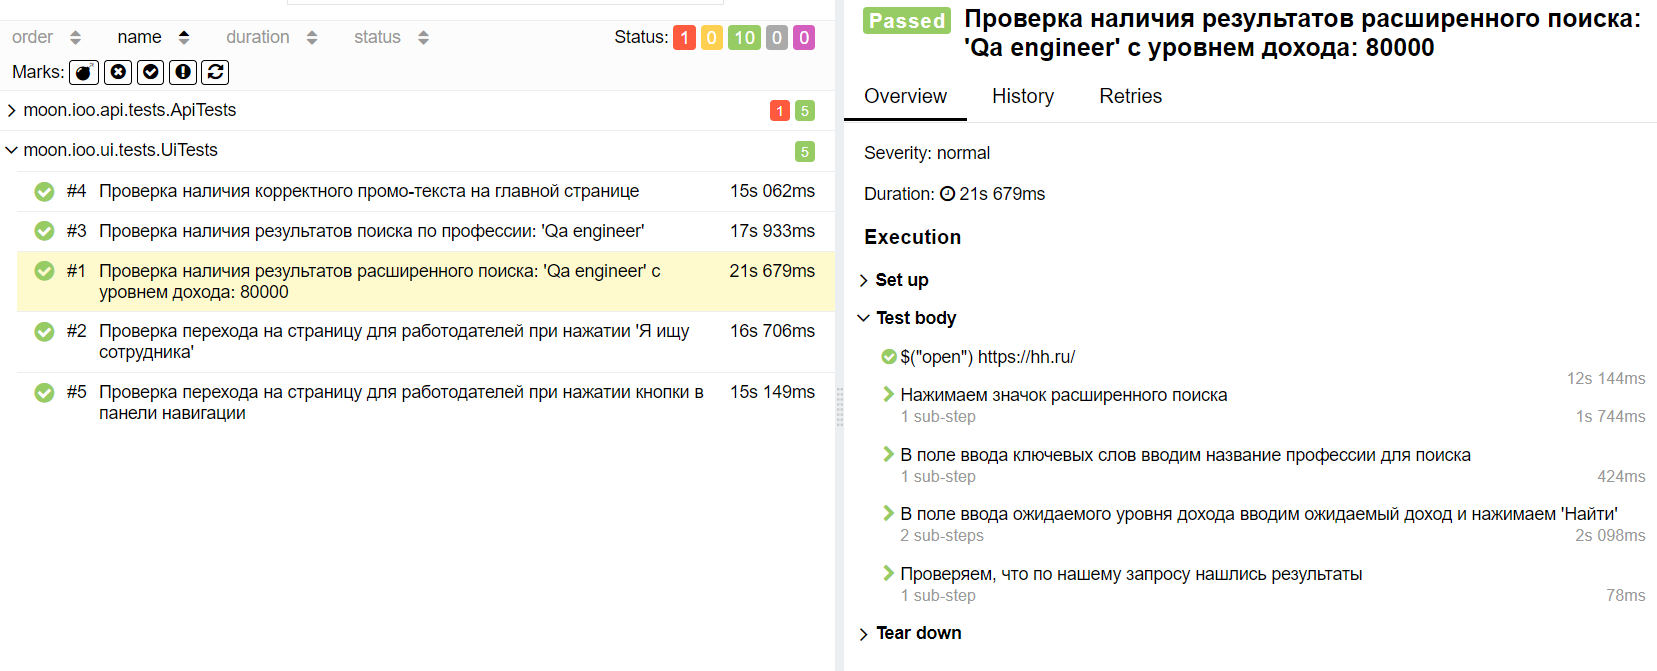 order name duration status Status: 1 0 10 0 0
Marks:
moon.ioo.api.tests.ApiTests 1 5
moon.ioo.ui.tests.UiTests 5
#4 Проверка наличия корректного промо-текста на главной странице 15s 062ms
#3 Проверка наличия результатов поиска по профессии: 'Qa engineer' 17s 933ms
#1 Проверка наличия результатов расширенного поиска: 'Qa engineer' с 21s 679ms
уровнем дохода: 80000
#2 Проверка перехода на страницу для работодателей при нажатии 'Я ищу 16s 706ms
сотрудника'
#5 Проверка перехода на страницу для работодателей при нажатии кнопки в 15s 149ms
панели навигации
Passed Проверка наличия результатов расширенного поиска:
'Qa engineer' с уровнем дохода: 80000
Overview History Retries
Severity: normal
Duration: 21s 679ms
Execution
Set up
Test body
$("open") https://hh.ru/
12s 144ms
Нажимаем значок расширенного поиска
1 sub-step 1s 744ms
В поле ввода ключевых слов вводим название профессии для поиска
1 sub-step 424ms
В поле ввода ожидаемого уровня дохода вводим ожидаемый доход и нажимаем 'Найти'
2 sub-steps 2s 098ms
Проверяем, что по нашему запросу нашлись результаты
1 sub-step 78ms
Tear down